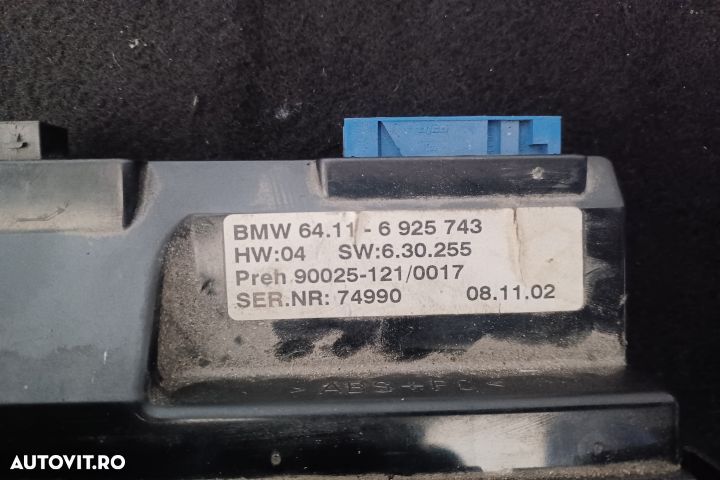 BMW 64.11 - 6 925 743
HW:04 SW:6.30.255
Preh 90025-121/0017
SER.NR: 74990 08.11.02
>ABS+PC<
AUTOVIT.RO